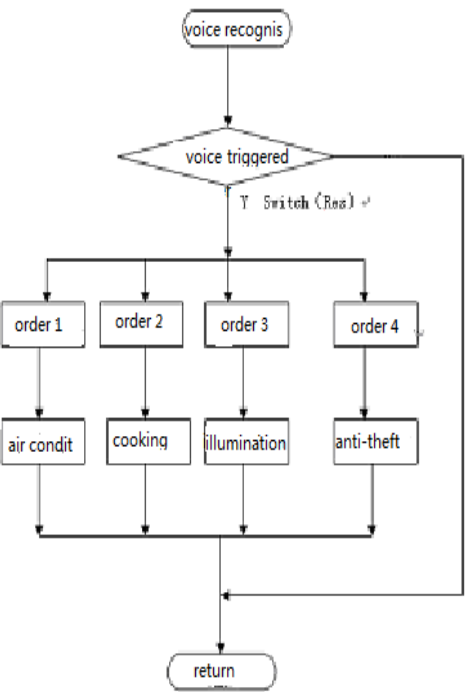 voice recognis
voice triggered
Y Switch (Res) ↵
order 1
order 2
order 3
order 4
air condit
cooking
illumination
anti-theft
return